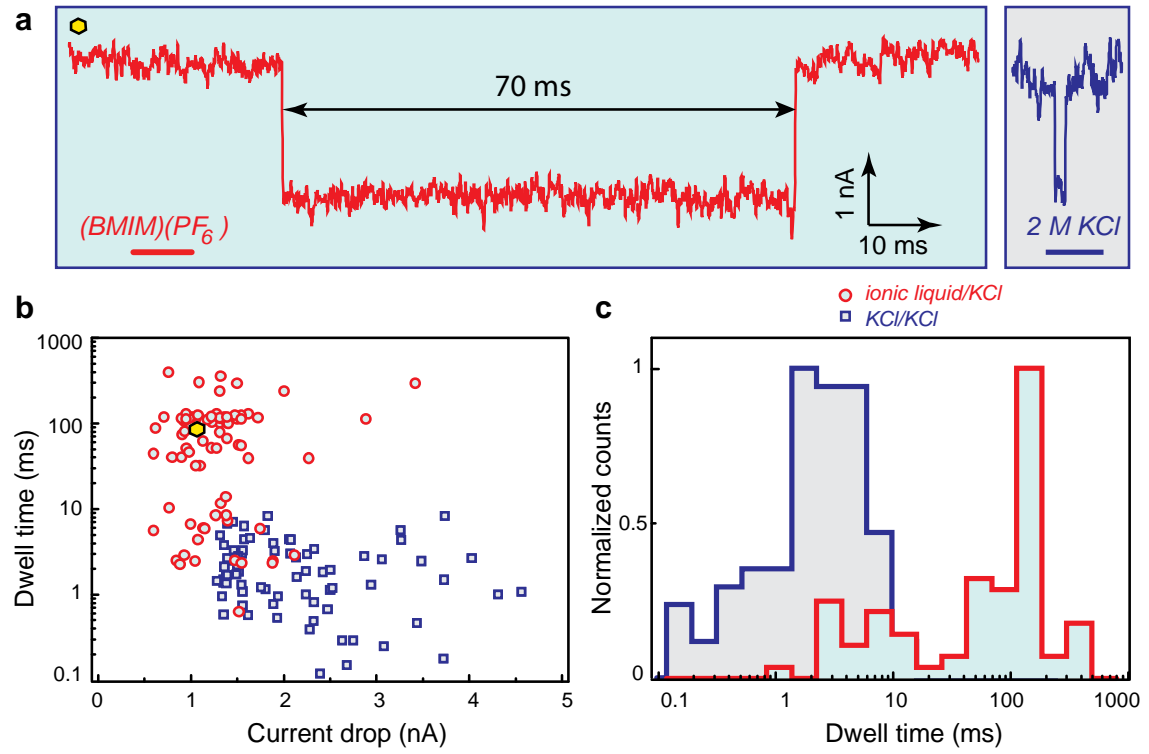 a
70 ms
(BMIM)(PF6)
1 nA
10 ms
2 M KCl
b
ionic liquid/KCl
KCl/KCl
c
1000
100
10
1
0.1
Dwell time (ms)
0 1 2 3 4 5
Current drop (nA)
1
0.5
0
Normalized counts
0.1 1 10 100 1000
Dwell time (ms)